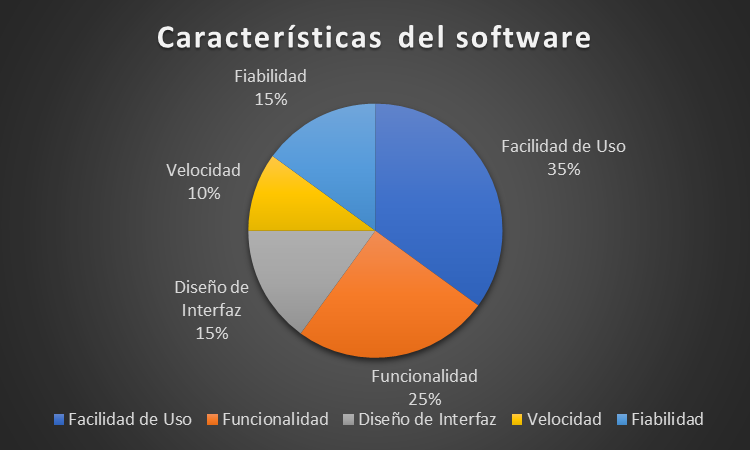 Características del software
Fiabilidad
15%
Facilidad de Uso
35%
Velocidad
10%
Diseño de
Interfaz
15%
Funcionalidad
25%
Facilidad de Uso Funcionalidad Diseño de Interfaz Velocidad Fiabilidad